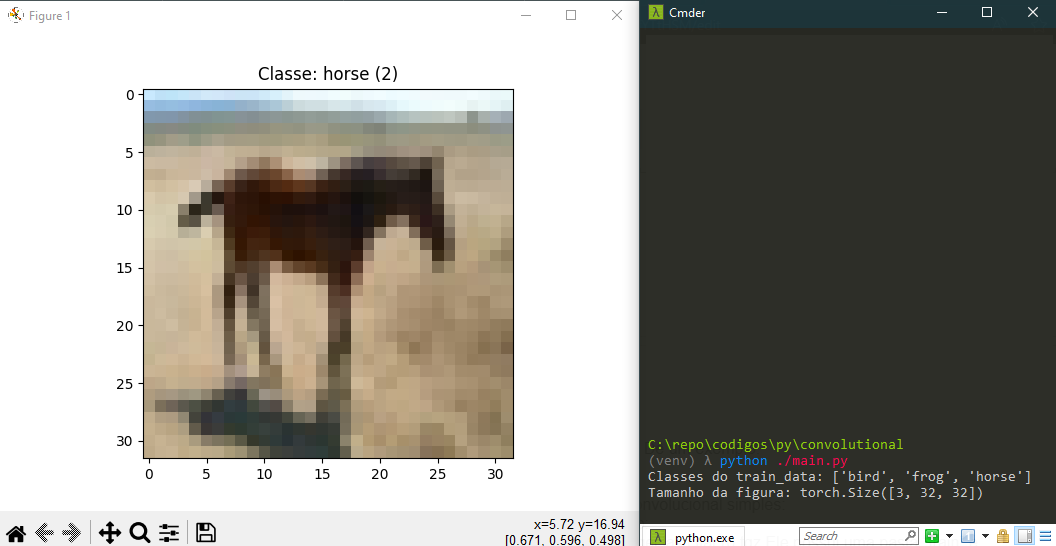 Figure 1
Classe: horse (2)
0
5
10
15
20
25
30
0 5 10 15 20 25 30
x=5.72 y=16.94
[0.671, 0.596, 0.498]
λ Cmder
C:\repo\codigos\py\convolutional
(venv) λ python ./main.py
Classes do train_data: ['bird', 'frog', 'horse']
Tamanho da figura: torch.Size([3, 32, 32])
λ python.exe
Search